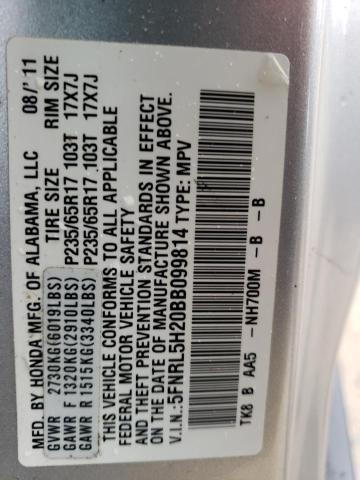 MFD. BY HONDA MFG. OF ALABAMA, LLC 08/'11
RIM SIZE
GVWR 2730KG(6019LBS)
GAWR F 1320KG(2910LBS) P235/65R17 103T 17X7J
GAWR R 1515KG(3340LBS) P235/65R17 103T 17X7J
THIS VEHICLE CONFORMS TO ALL APPLICABLE
FEDERAL MOTOR VEHICLE SAFETY
AND THEFT PREVENTION STANDARDS IN EFFECT
ON THE DATE OF MANUFACTURE SHOWN ABOVE.
V.I.N.: 5FNRL5H20BB099814 TYPE: MPV
TK8 B AA5 -NH700M -B -B